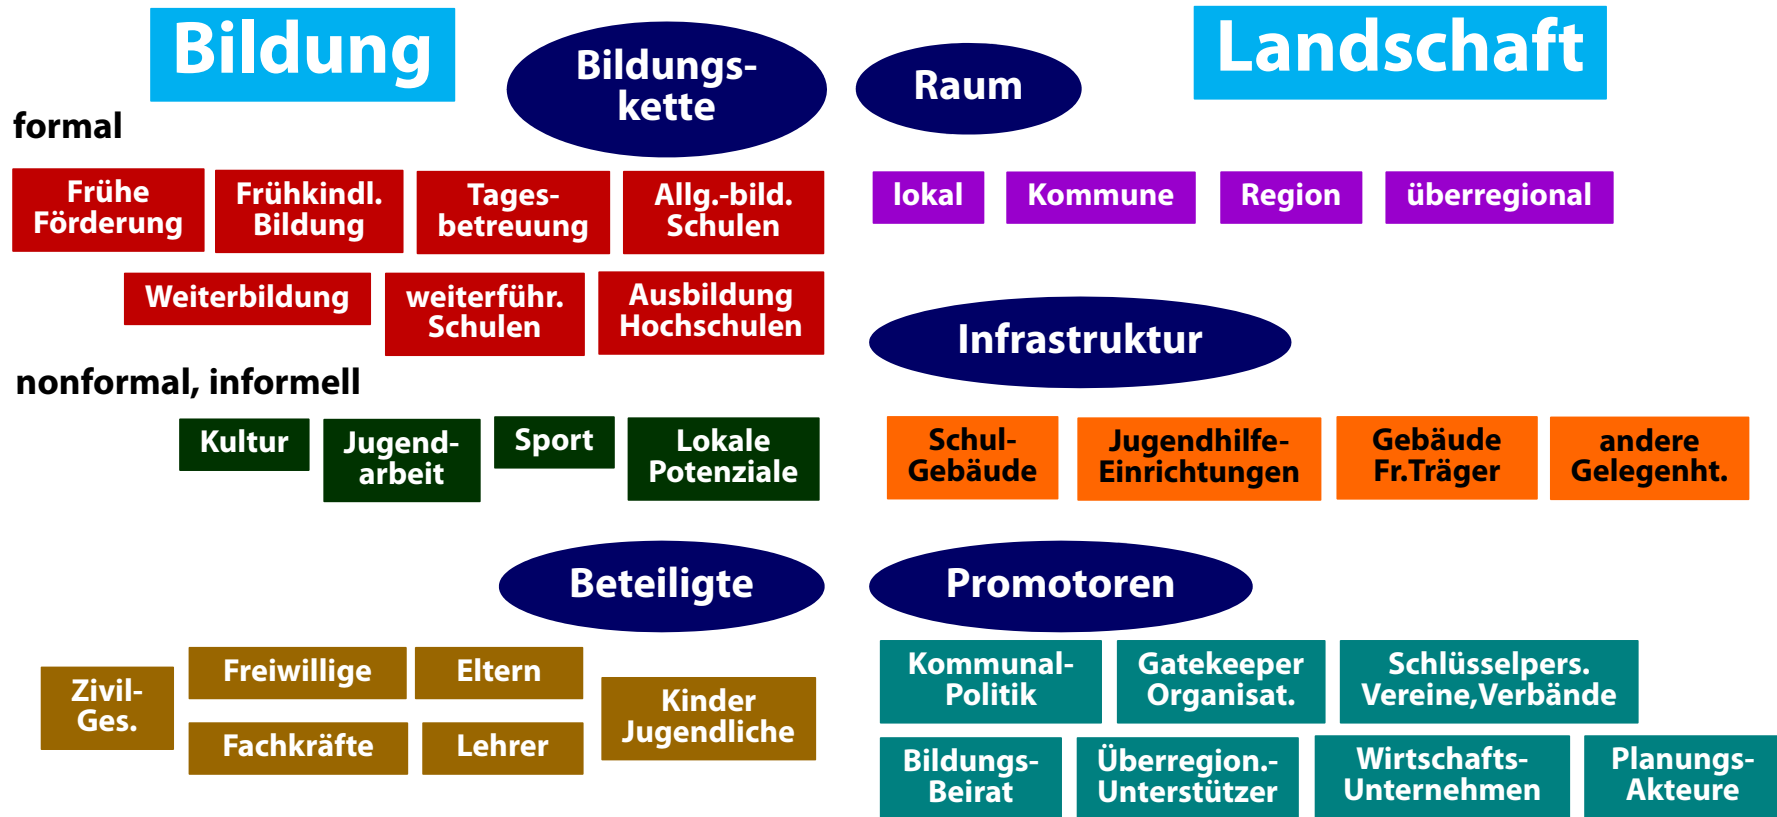 Bildung
Bildungs-
kette
formal
Frühe
Förderung
Frühkindl.
Bildung
Tages-
betreuung
Allg.-bild.
Schulen
Weiterbildung
weiterführ.
Schulen
Ausbildung
Hochschulen
nonformal, informell
Kultur
Jugend-
arbeit
Sport
Lokale
Potenziale
Beteiligte
Zivil-
Ges.
Freiwillige
Eltern
Fachkräfte
Lehrer
Kinder
Jugendliche
Landschaft
Raum
lokal
Kommune
Region
überregional
Infrastruktur
Schul-
Gebäude
Jugendhilfe-
Einrichtungen
Gebäude
Fr.Träger
andere
Gelegenht.
Promotoren
Kommunal-
Politik
Gatekeeper
Organisat.
Schlüsselpers.
Vereine,Verbände
Bildungs-
Beirat
Überregion.-
Unterstützer
Wirtschafts-
Unternehmen
Planungs-
Akteure